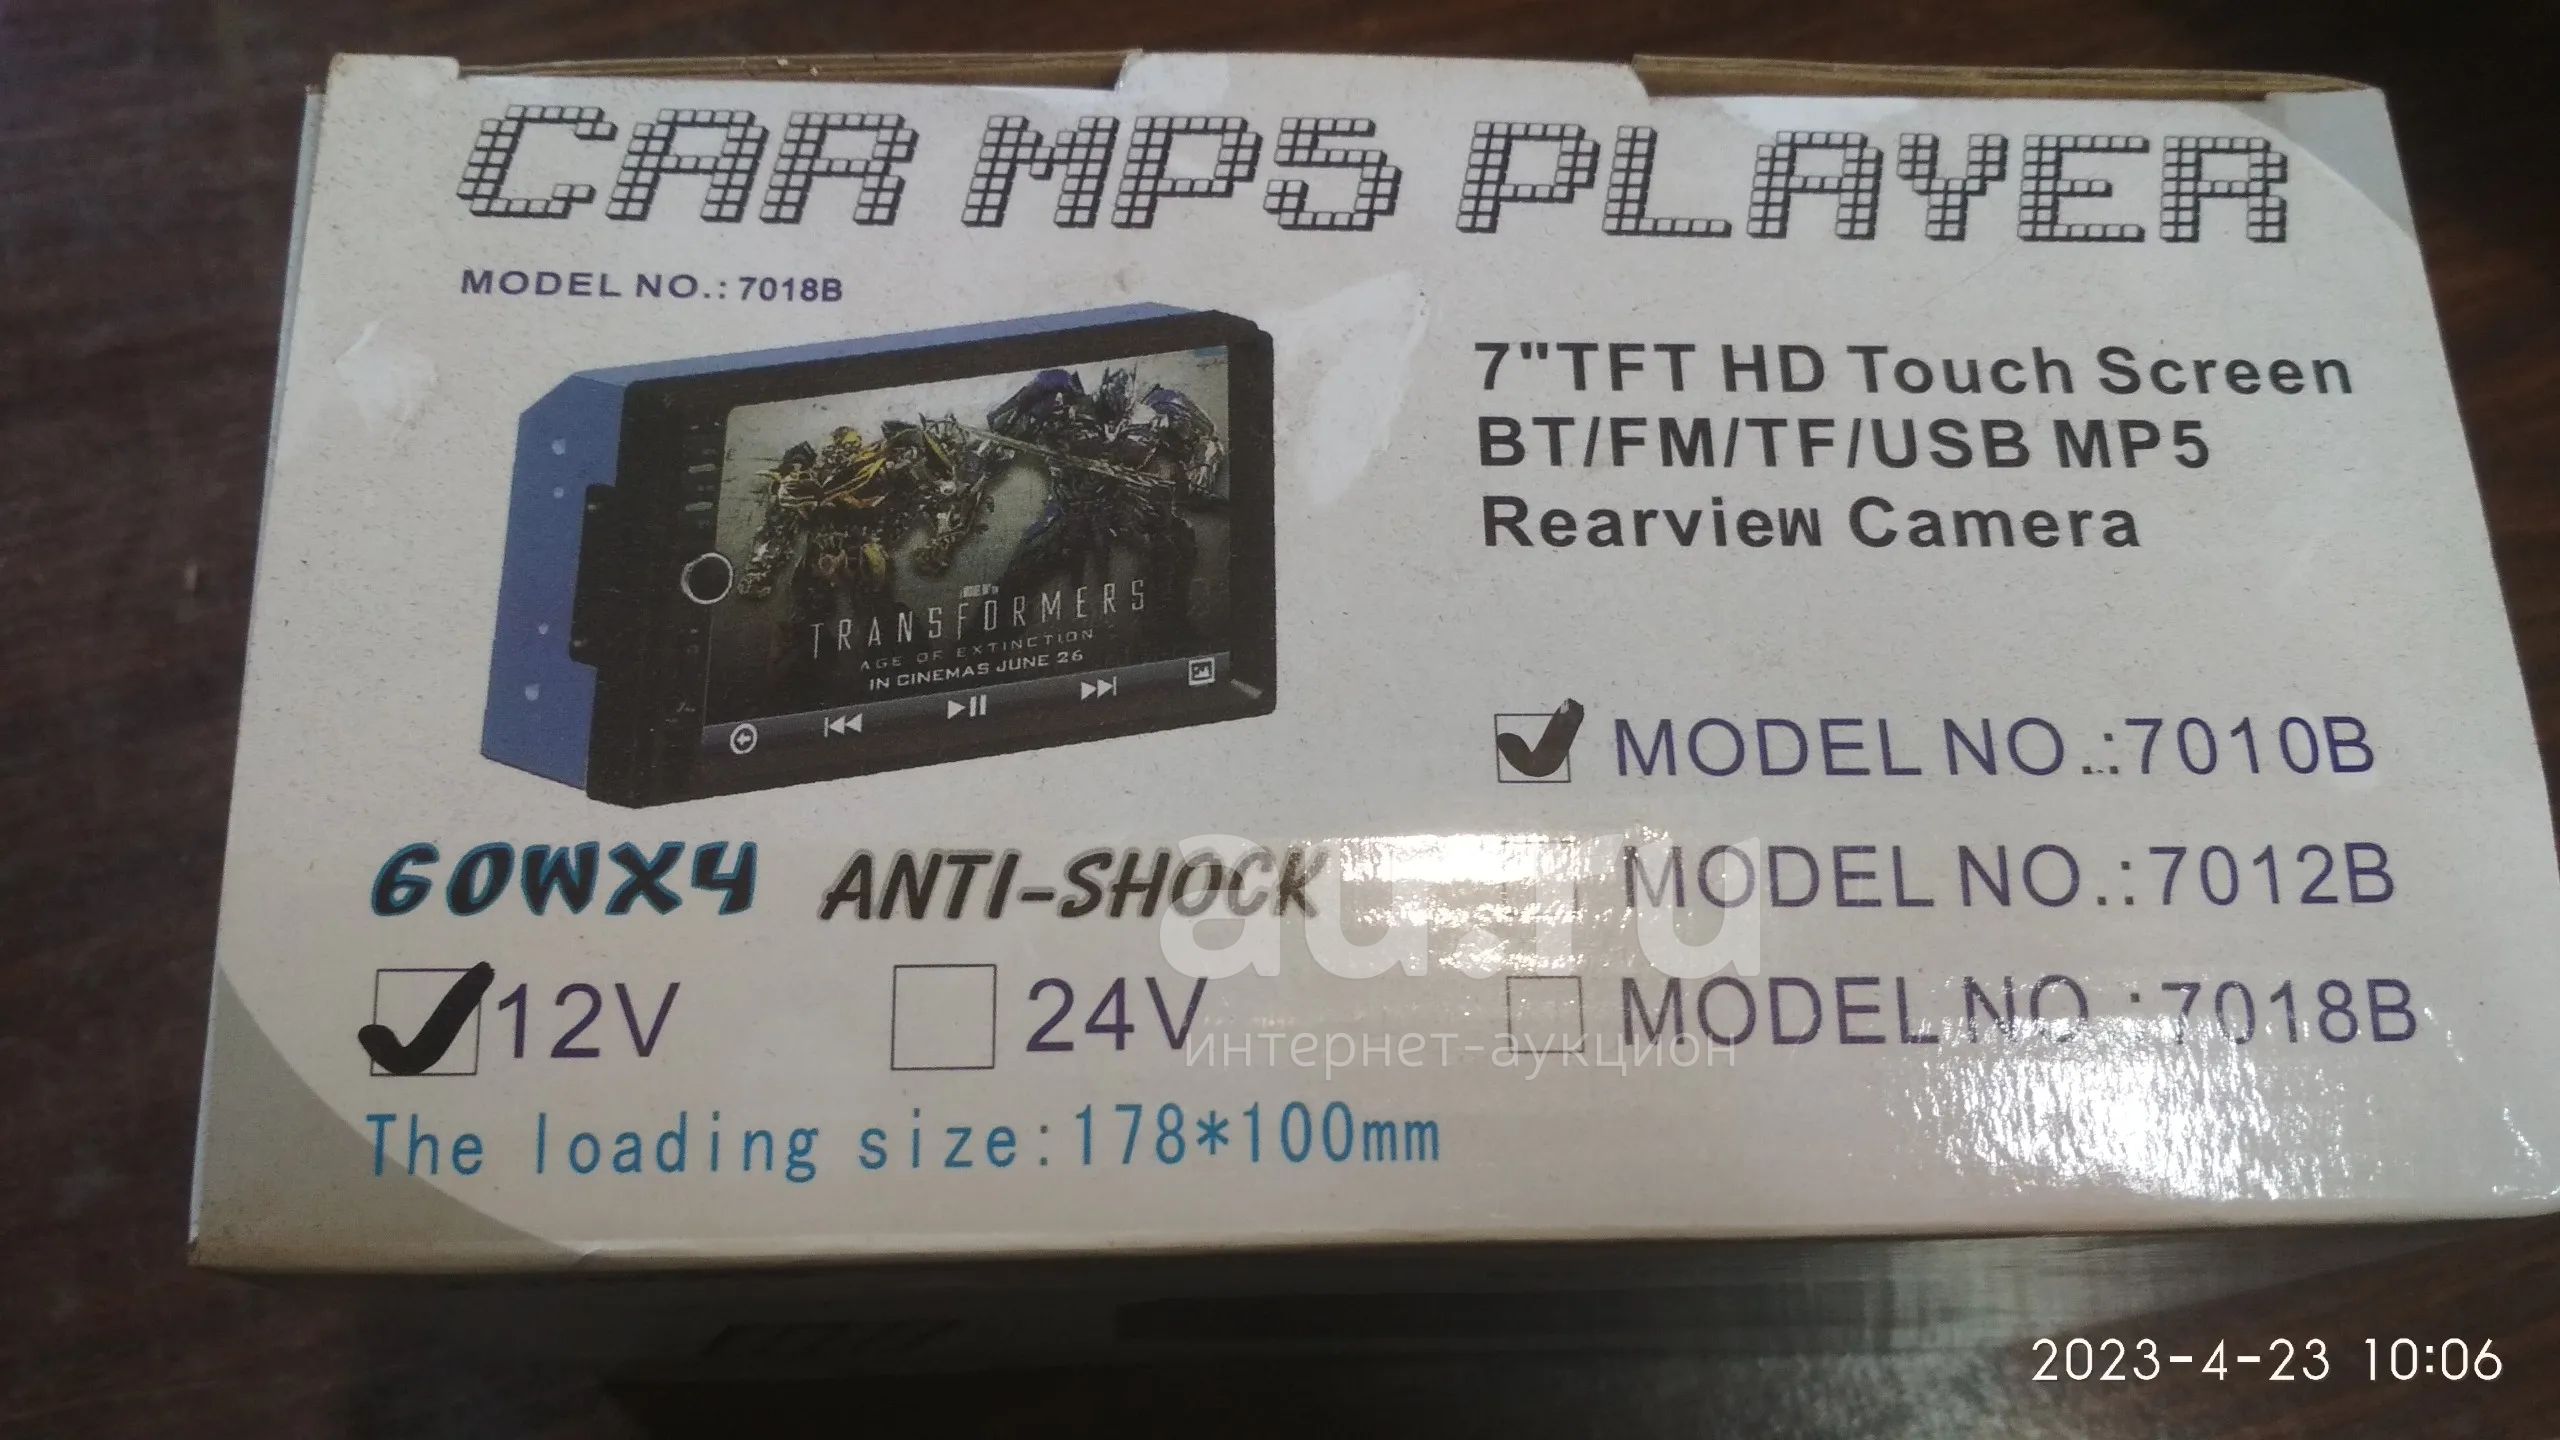 CAR MP5 PLAYER
MODEL NO.: 7018B
7"TFT HD Touch Screen
BT/FM/TF/USB MP5
Rearview Camera
TRANSFORMERS
AGE OF EXTINCTION
IN CINEMAS JUNE 26
MODEL NO.:7010B
60WX4 ANTI-SHOCK
MODEL NO.:7012B
12V 24V
MODEL NO.:7018B
au.ru
интернет-аукцион
The loading size:178*100mm
2023-4-23 10:06